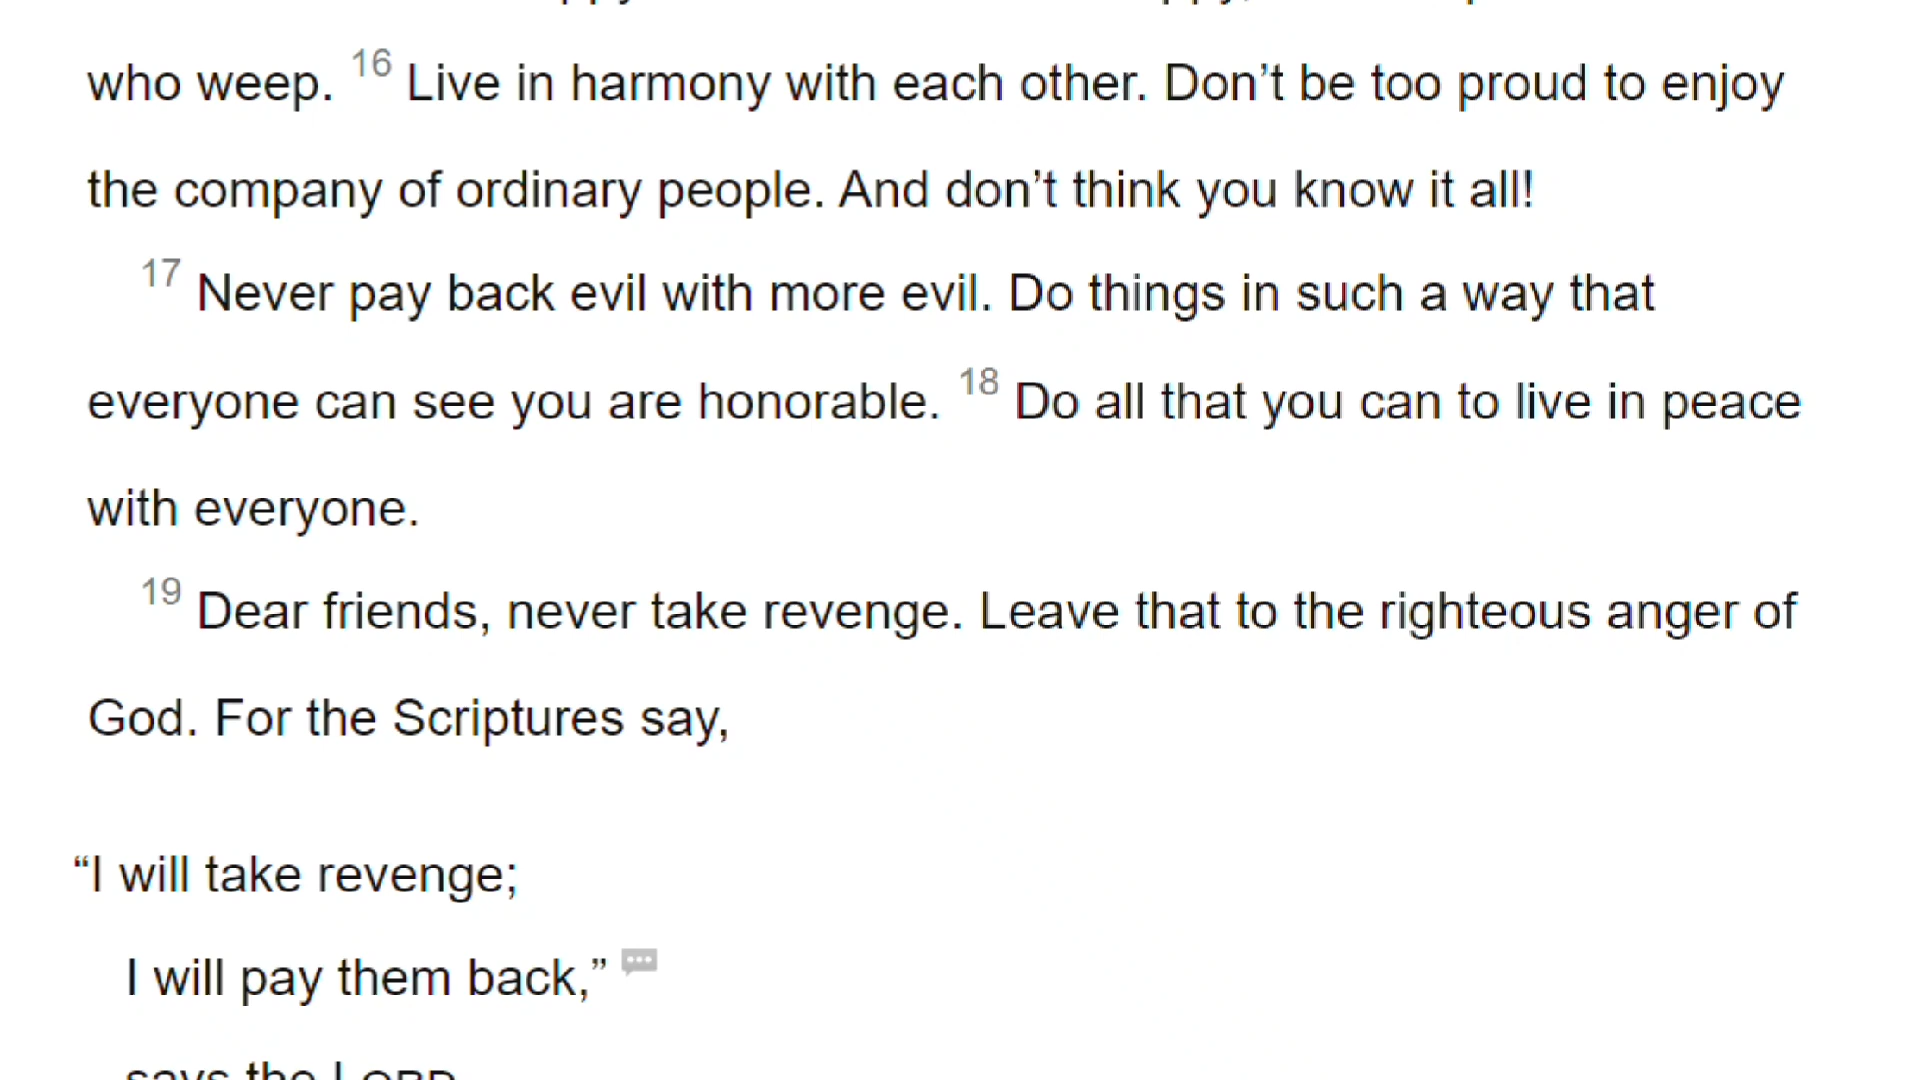 who weep. 16 Live in harmony with each other. Don’t be too proud to enjoy
the company of ordinary people. And don’t think you know it all!
17 Never pay back evil with more evil. Do things in such a way that
everyone can see you are honorable. 18 Do all that you can to live in peace
with everyone.
19 Dear friends, never take revenge. Leave that to the righteous anger of
God. For the Scriptures say,
“I will take revenge;
I will pay them back,”
says the LORD